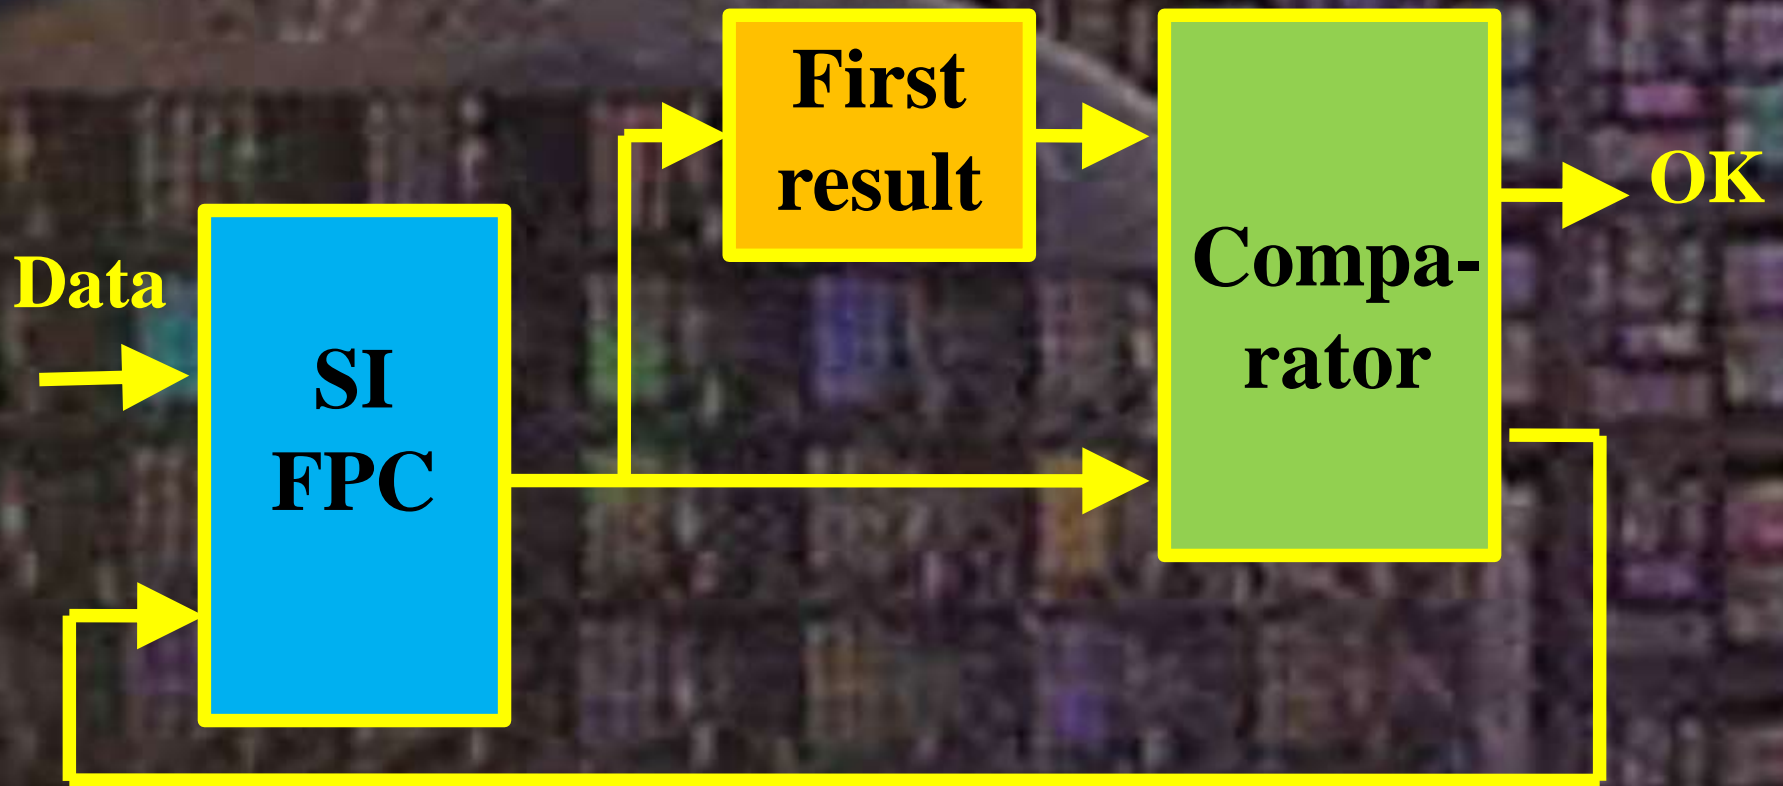 First
result
OK
Data
Compa-
rator
SI
FPC